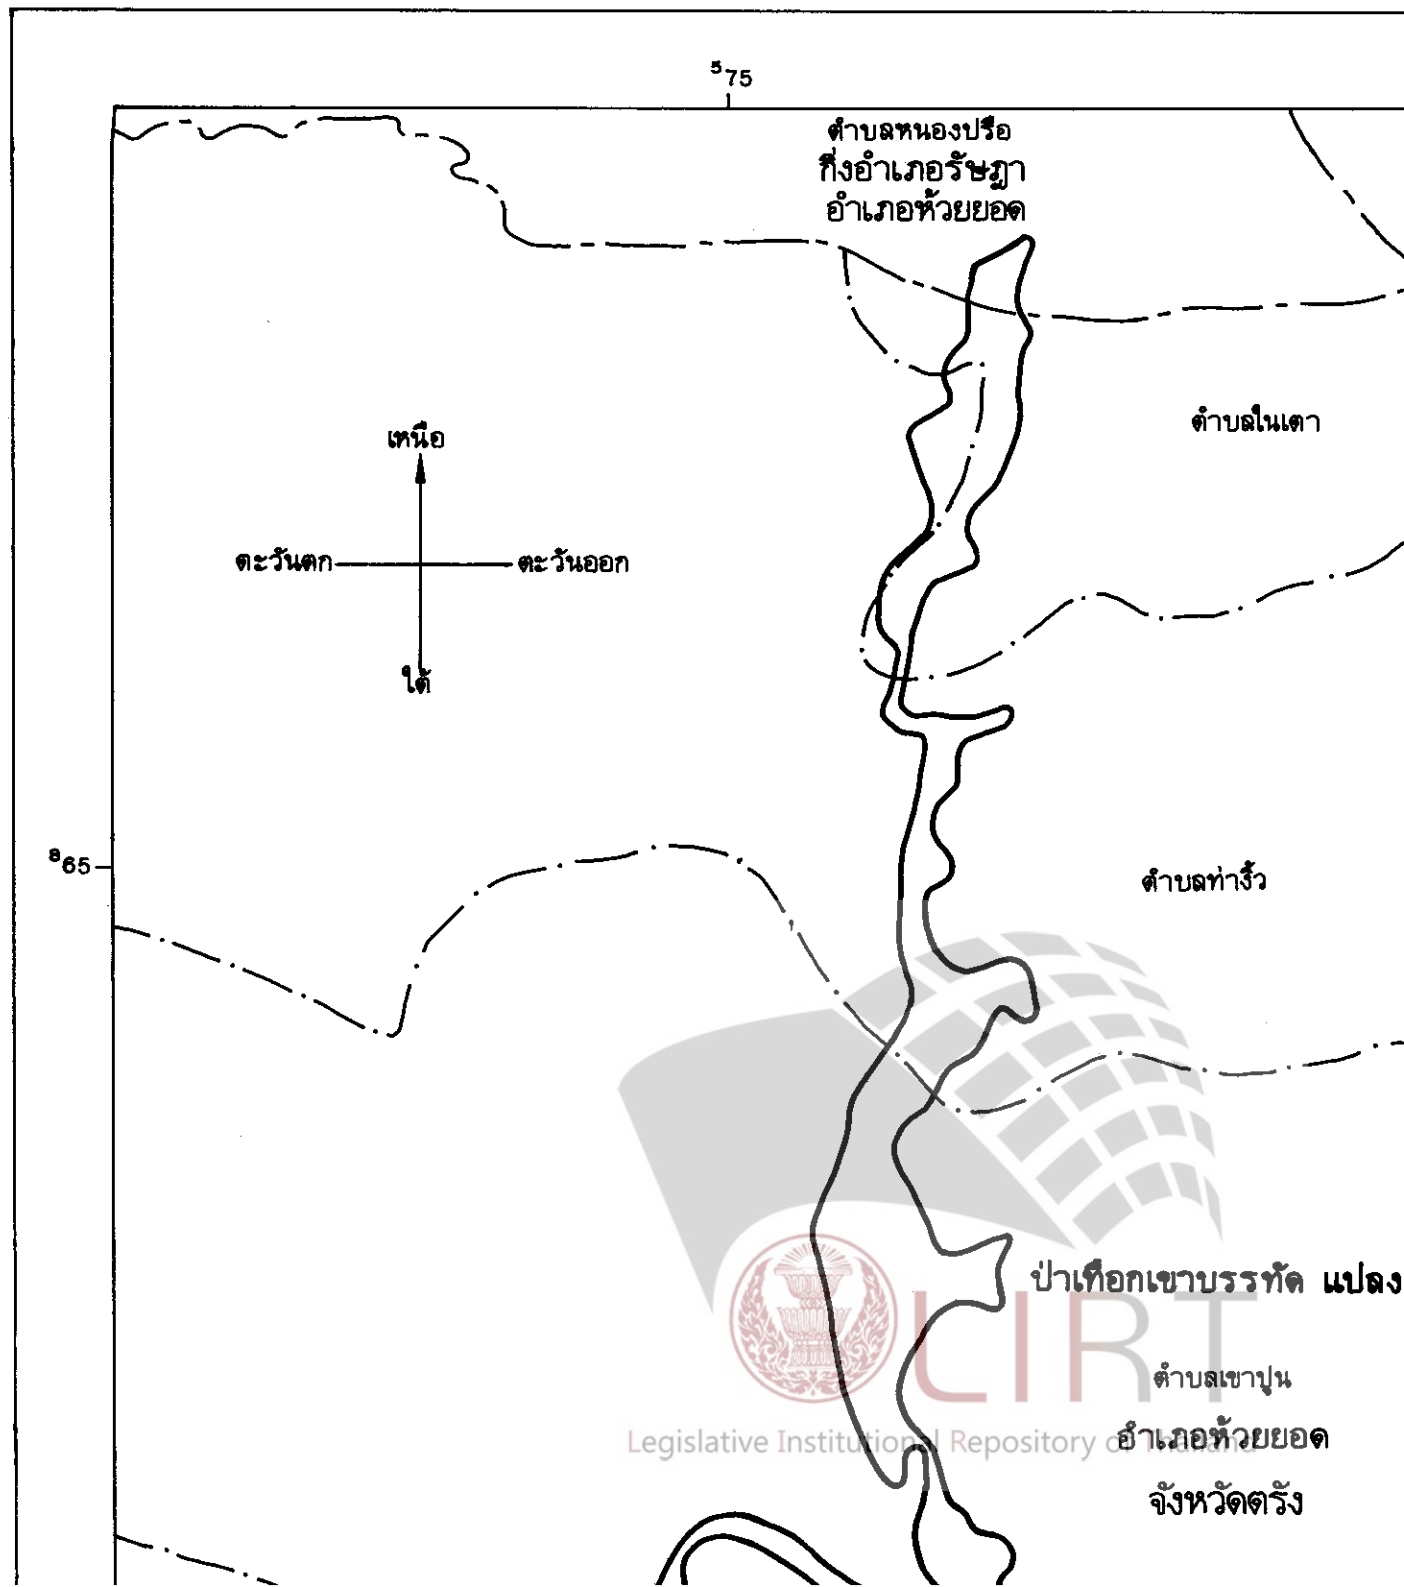 ⁵75
ตำบลหนองปรือ
กิ่งอำเภอรัษฎา
อำเภอห้วยยอด
ตำบลในเตา
เหนือ
ตะวันตก
ตะวันออก
ใต้
⁸65
ตำบลท่างิ้ว
ป่าเทือกเขาบรรทัด แปลง
LIRT
ตำบลเขาปูน
Legislative Institutional Repository of Thailand
อำเภอห้วยยอด
จังหวัดตรัง